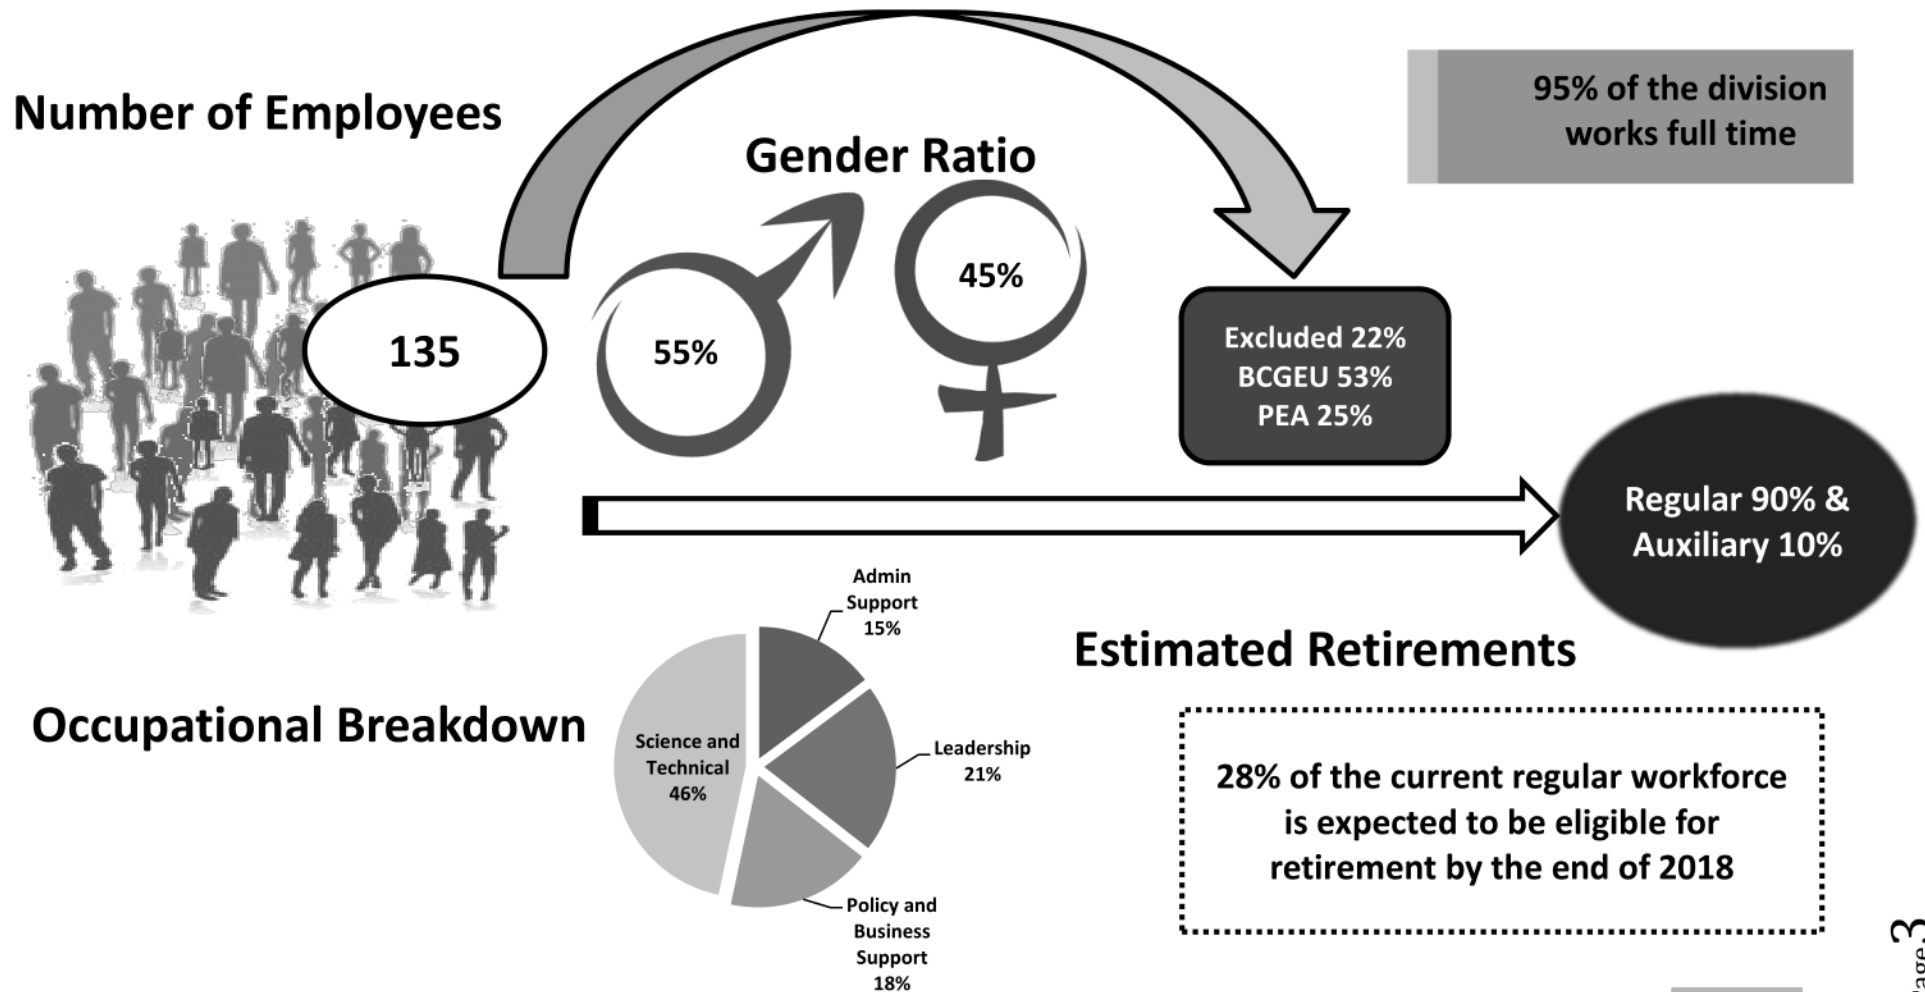 Number of Employees
135
Gender Ratio
55%
45%
95% of the division
works full time
Excluded 22%
BCGEU 53%
PEA 25%
Regular 90% &
Auxiliary 10%
Occupational Breakdown
Admin
Support
15%
Leadership
21%
Policy and
Business
Support
18%
Science and
Technical
46%
Estimated Retirements
28% of the current regular workforce
is expected to be eligible for
retirement by the end of 2018
Page 3